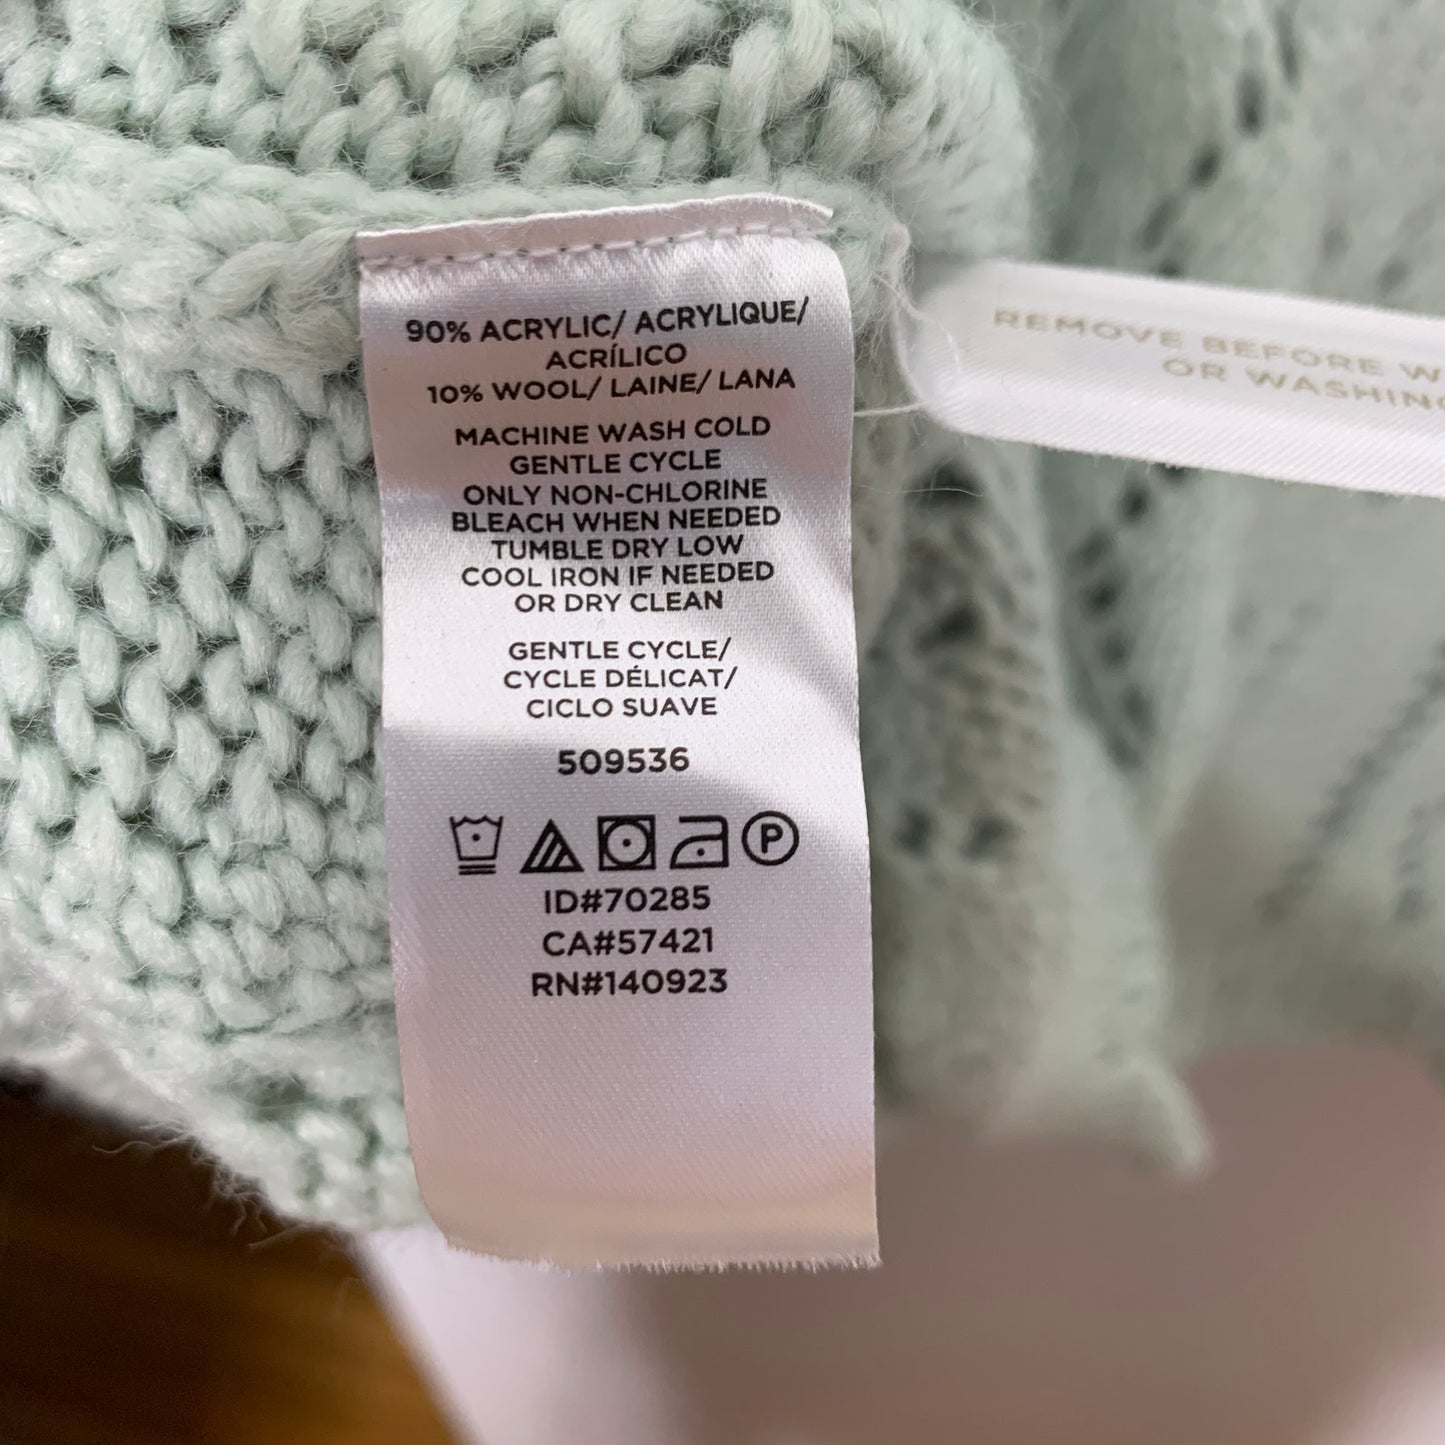 90% ACRYLIC/ ACRYLIQUE/
ACRÍLICO
10% WOOL/ LAINE/ LANA
MACHINE WASH COLD
GENTLE CYCLE
ONLY NON-CHLORINE
BLEACH WHEN NEEDED
TUMBLE DRY LOW
COOL IRON IF NEEDED
OR DRY CLEAN
GENTLE CYCLE/
CYCLE DÉLICAT/
CICLO SUAVE
509536
P
ID#70285
CA#57421
RN#140923
REMOVE BEFORE
OR